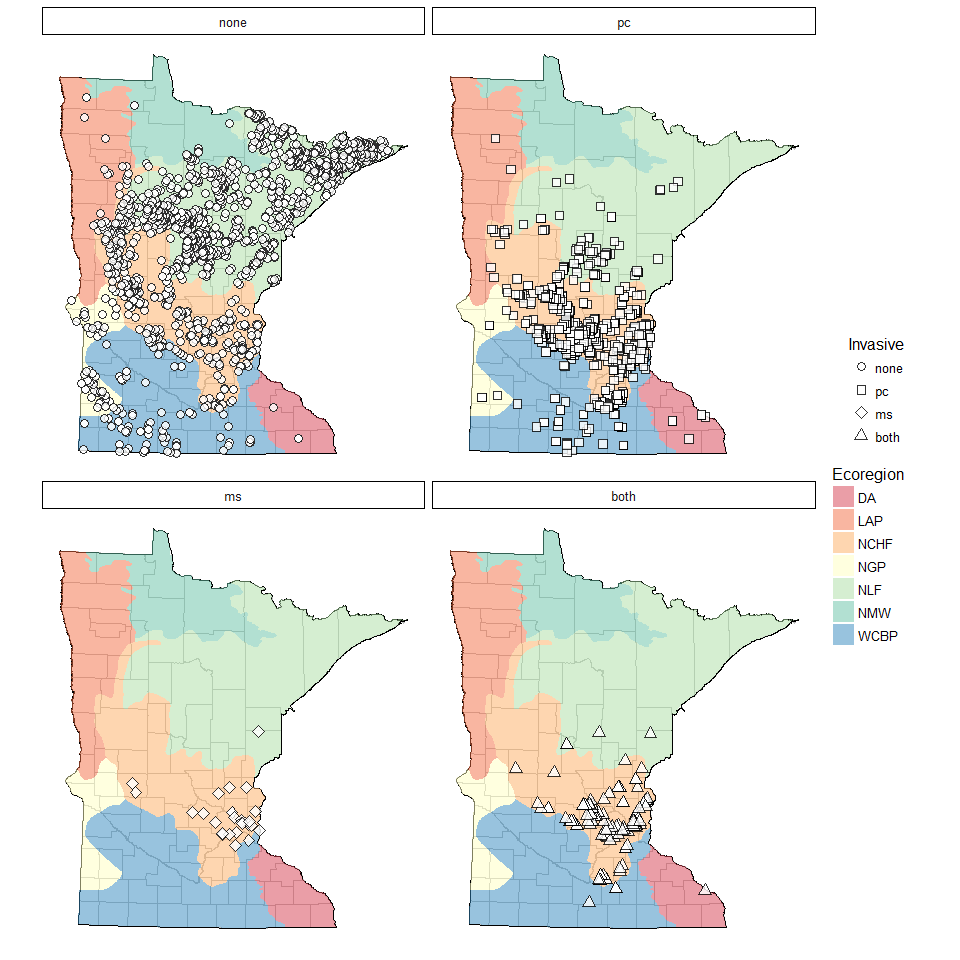 none
pc
ms
both
Invasive
none
pc
ms
both
Ecoregion
DA
LAP
NCHF
NGP
NLF
NMW
WCBP